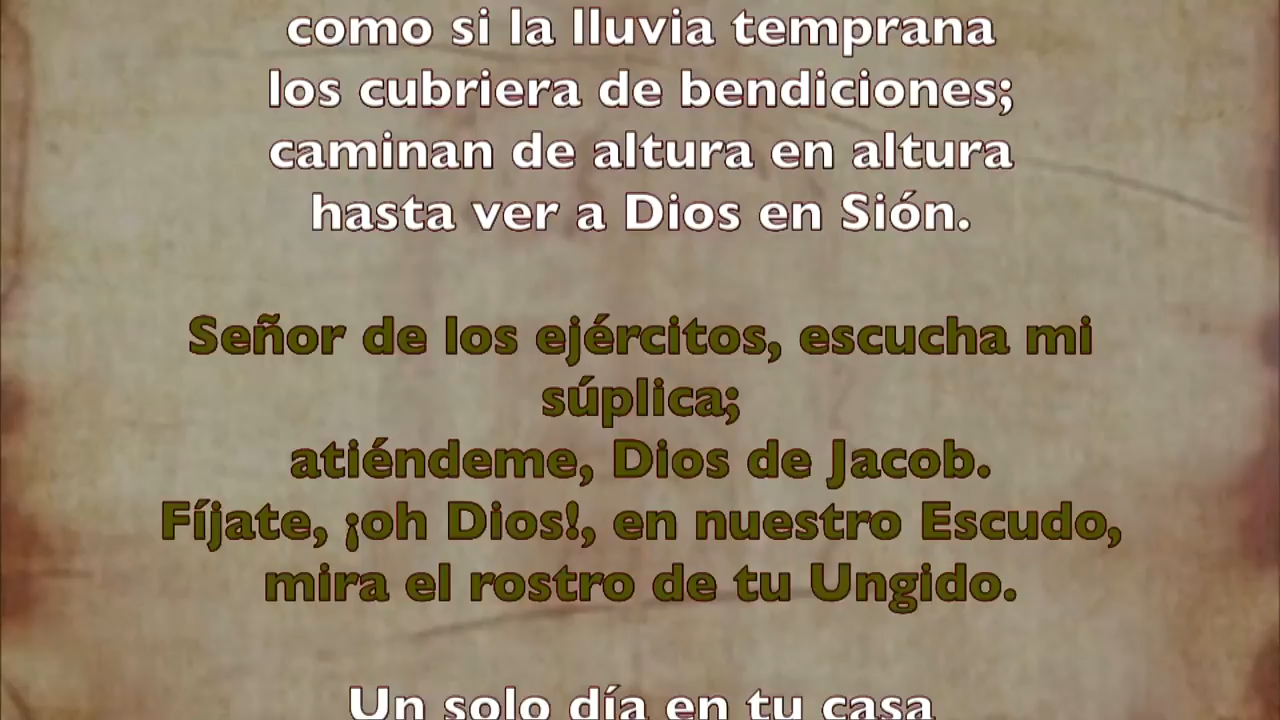 como si la lluvia temprana
los cubriera de bendiciones;
caminan de altura en altura
hasta ver a Dios en Sión.
Señor de los ejércitos, escucha mi
súplica;
atiéndeme, Dios de Jacob.
Fíjate, ¡oh Dios!, en nuestro Escudo,
mira el rostro de tu Ungido.
Un solo día en tu casa